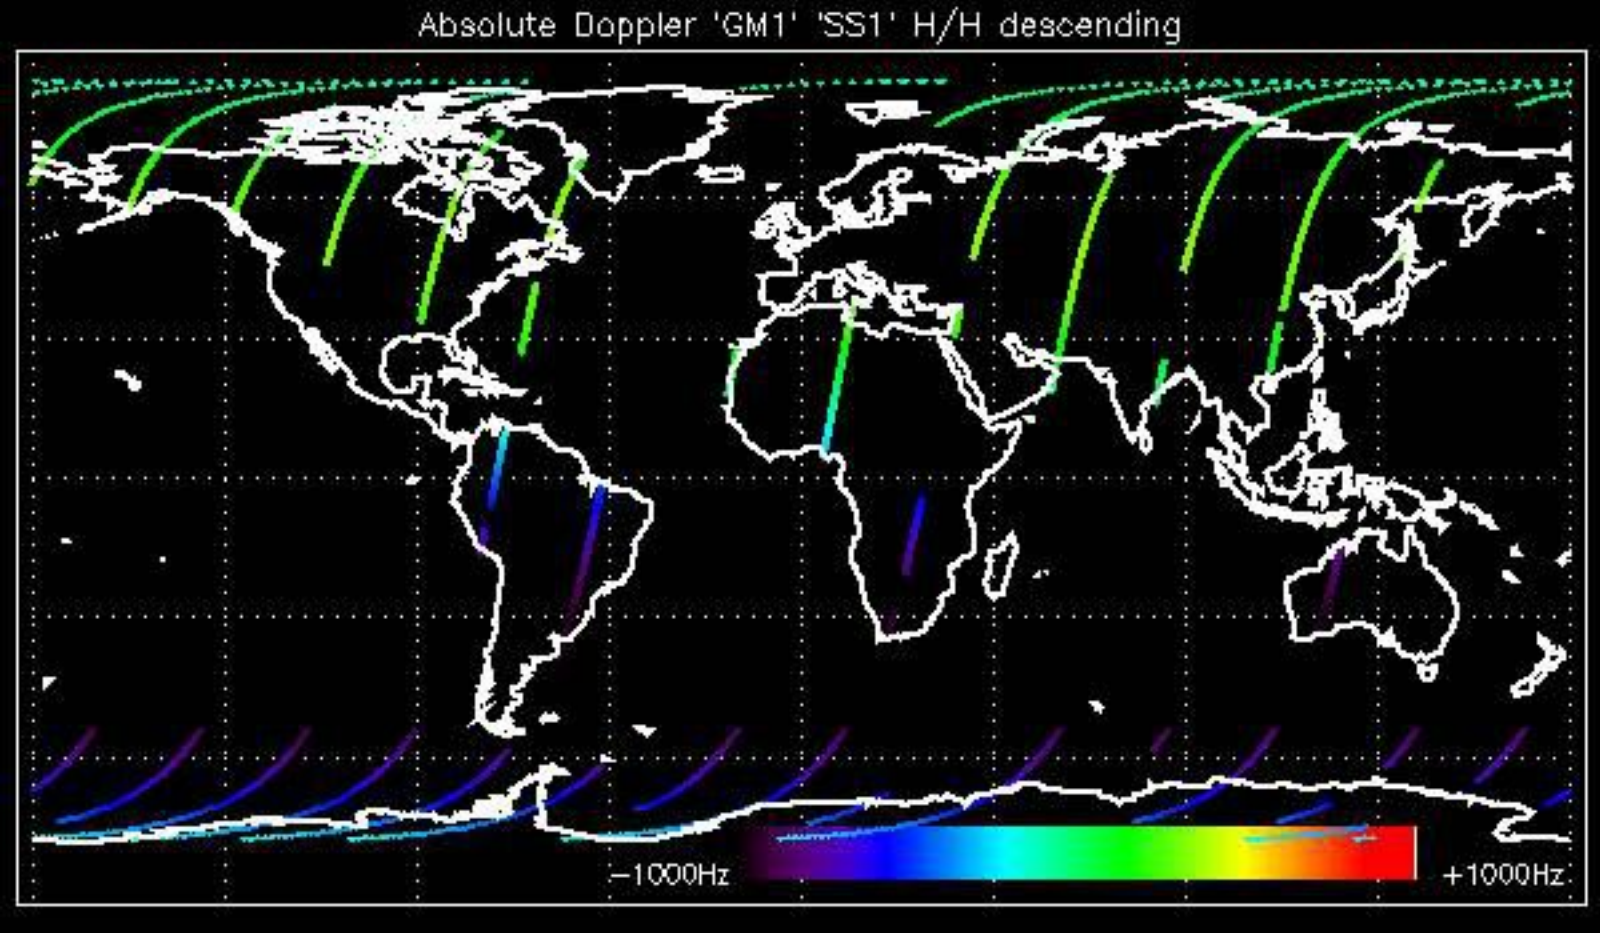 Absolute Doppler 'GM1' 'SS1' H/H descending
−1000Hz +1000Hz